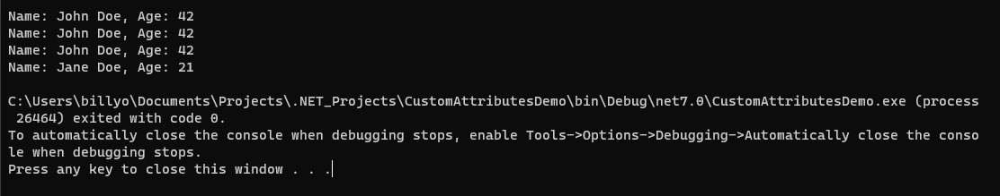 Name: John Doe, Age: 42
Name: John Doe, Age: 42
Name: John Doe, Age: 42
Name: Jane Doe, Age: 21
C:\Users\billyo\Documents\Projects\.NET_Projects\CustomAttributesDemo\bin\Debug\net7.0\CustomAttributesDemo.exe (process
 26464) exited with code 0.
To automatically close the console when debugging stops, enable Tools->Options->Debugging->Automatically close the conso
le when debugging stops.
Press any key to close this window . . .